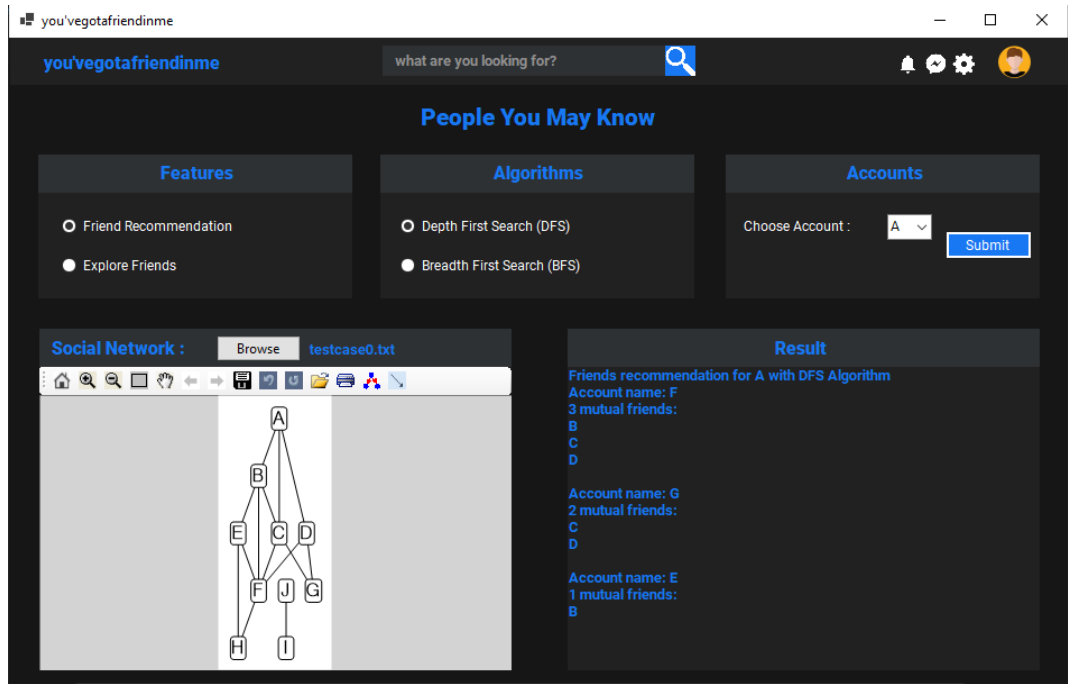 you'vegotafriendinme
you'vegotafriendinme
what are you looking for?
People You May Know
Features
Friend Recommendation
Explore Friends
Algorithms
Depth First Search (DFS)
Breadth First Search (BFS)
Accounts
Choose Account :
A
Submit
Social Network :
Browse
testcase0.txt
A
B
E
C
D
F
J
G
H
I
Result
Friends recommendation for A with DFS Algorithm
Account name: F
3 mutual friends:
B
C
D
Account name: G
2 mutual friends:
C
D
Account name: E
1 mutual friends:
B